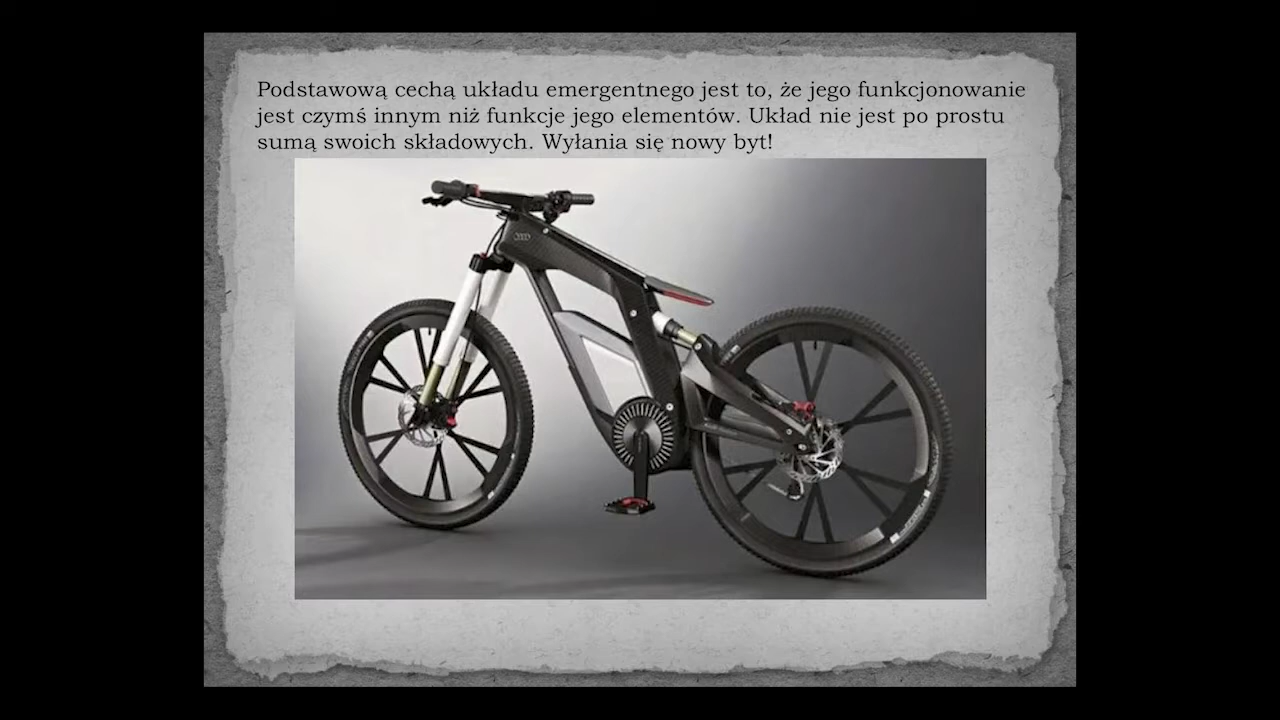 Podstawową cechą układu emergentnego jest to, że jego funkcjonowanie
jest czymś innym niż funkcje jego elementów. Układ nie jest po prostu
sumą swoich składowych. Wyłania się nowy byt!